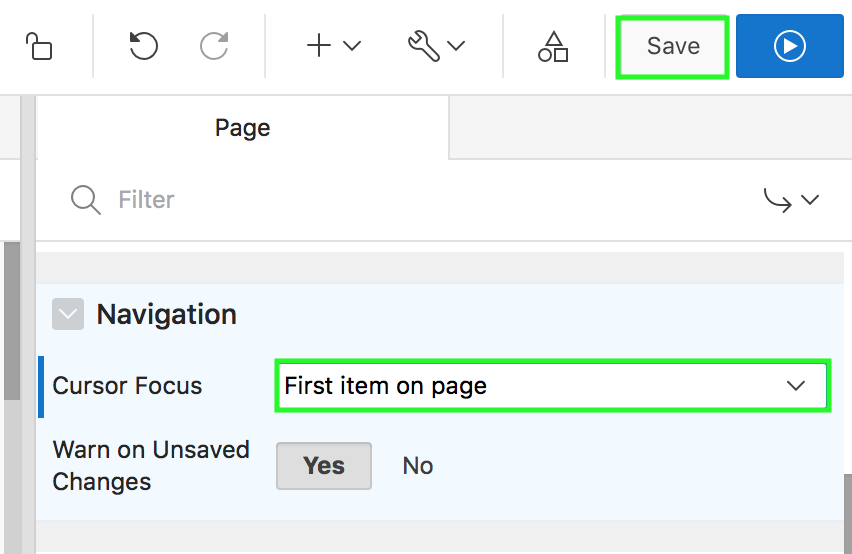 Save
Page
Filter
Navigation
Cursor Focus
First item on page
Warn on Unsaved
Changes
Yes
No